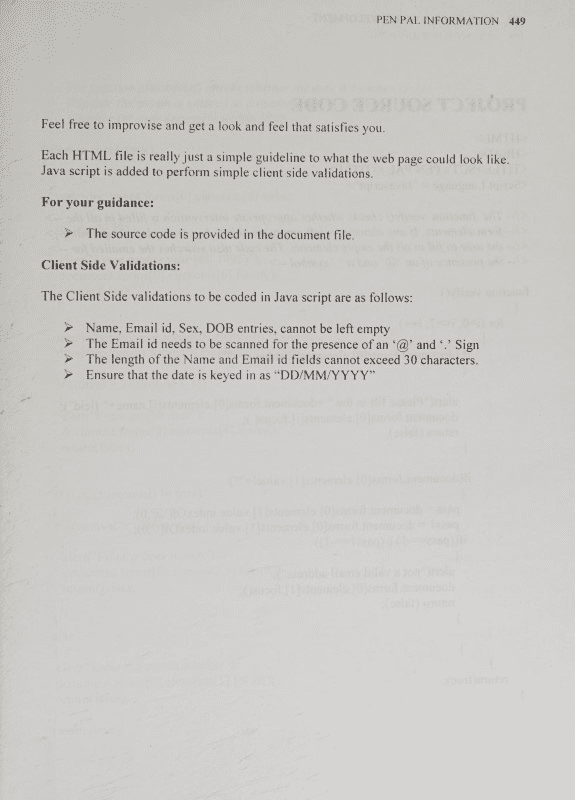 PEN PAL INFORMATION 449
Feel free to improvise and get a look and feel that satisfies you.
Each HTML file is really just a simple guideline to what the web page could look like.
Java script is added to perform simple client side validations.
For your guidance:
➢ The source code is provided in the document file.
Client Side Validations:
The Client Side validations to be coded in Java script are as follows:
➢ Name, Email id, Sex, DOB entries, cannot be left empty
➢ The Email id needs to be scanned for the presence of an ‘@’ and ‘.’ Sign
➢ The length of the Name and Email id fields cannot exceed 30 characters.
➢ Ensure that the date is keyed in as “DD/MM/YYYY”